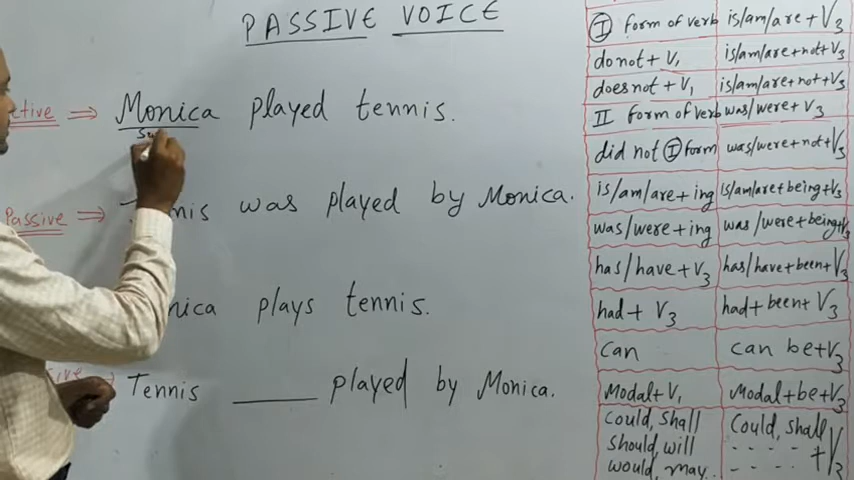 PASSIVE VOICE
⇒ Monica played tennis.
Passive ⇒ was played by Monica.
plays tennis.
Tennis ______ played by Monica.
I form of verb is/am/are + V3
do not + V1 is/am/are+not+V3
does not + V1 is/am/are+not+V3
II form of verb was/were + V3
did not I form was/were+not+V3
is/am/are + ing is/am/are+being+V3
was/were + ing was/were+being+V3
has/have + V3 has/have+been+V3
had + V3 had + been + V3
can can be+V3
Modal + V1 Modal+be+V3
Could, shall Could, shall
should, will - - - - + V3
would, may.. - - - -